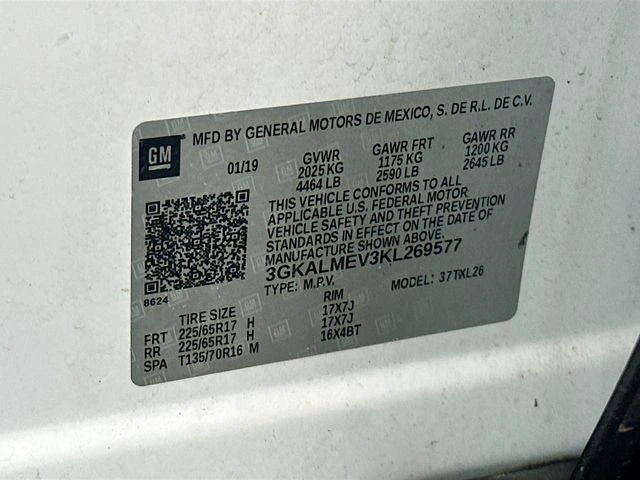 MFD BY GENERAL MOTORS DE MEXICO, S. DE R.L. DE C.V.
GM
01/19 GVWR GAWR FRT GAWR RR
2025 KG 1175 KG 1200 KG
4464 LB 2590 LB 2645 LB
THIS VEHICLE CONFORMS TO ALL
APPLICABLE U.S. FEDERAL MOTOR
VEHICLE SAFETY AND THEFT PREVENTION
STANDARDS IN EFFECT ON THE DATE OF
MANUFACTURE SHOWN ABOVE.
3GKALMEV3KL269577
8624 TYPE: M.P.V. MODEL: 37TXL26
TIRE SIZE RIM
FRT 225/65R17 H 17X7J
RR 225/65R17 H 17X7J
SPA T135/70R16 M 16X4BT